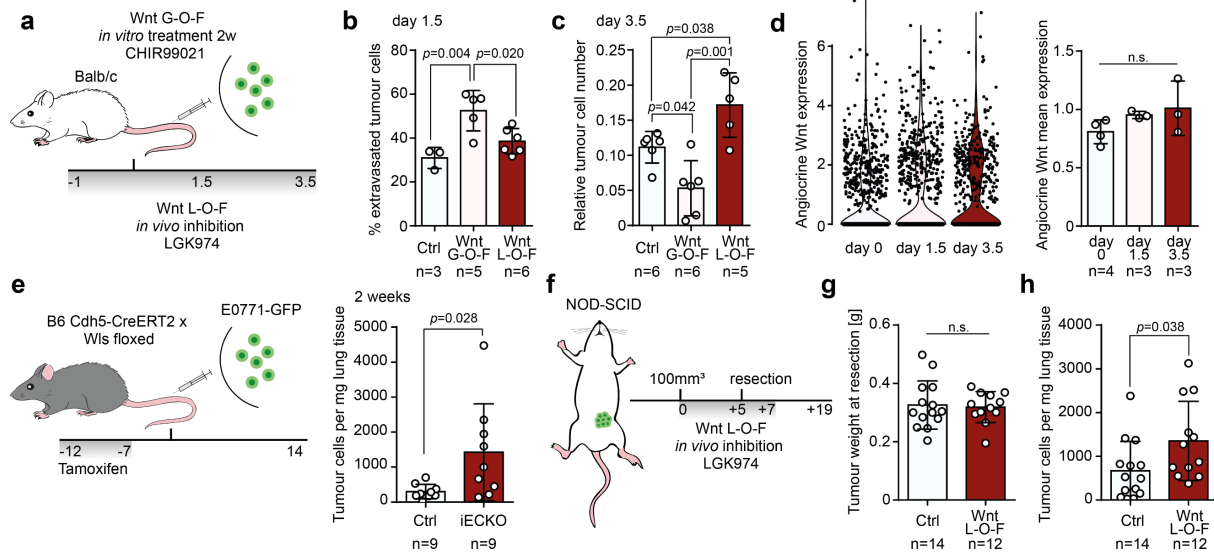 a
Wnt G-O-F
in vitro treatment 2w
CHIR99021
Balb/c
-1
1.5
3.5
Wnt L-O-F
in vivo inhibition
LGK974
b
day 1.5
% extravasated tumour cells
80
60
40
20
0
p=0.004
p=0.020
Ctrl
Wnt
G-O-F
Wnt
L-O-F
n=3
n=5
n=6
c
day 3.5
Relative tumour cell number
0.25
0.20
0.15
0.10
0.05
0
p=0.038
p=0.001
p=0.042
Ctrl
Wnt
G-O-F
Wnt
L-O-F
n=6
n=6
n=5
d
Angiocrine Wnt exprression
6
4
2
0
day 0
day 1.5
day 3.5
Angiocrine Wnt mean exprression
1.5
1.0
0.5
0
n.s.
day
0
day
1.5
day
3.5
n=4
n=3
n=3
e
B6 Cdh5-CreERT2 x
Wls floxed
E0771-GFP
-12
-7
14
Tamoxifen
2 weeks
Tumour cells per mg lung tissue
5000
4000
3000
2000
1000
0
p=0.028
Ctrl
iECKO
n=9
n=9
f
NOD-SCID
100mm³
resection
0
+5
+7
+19
Wnt L-O-F
in vivo inhibition
LGK974
g
Tumour weight at resection [g]
0.6
0.4
0.2
0
n.s.
Ctrl
Wnt
L-O-F
n=14
n=12
h
Tumour cells per mg lung tissue
4000
3000
2000
1000
0
p=0.038
Ctrl
Wnt
L-O-F
n=14
n=12